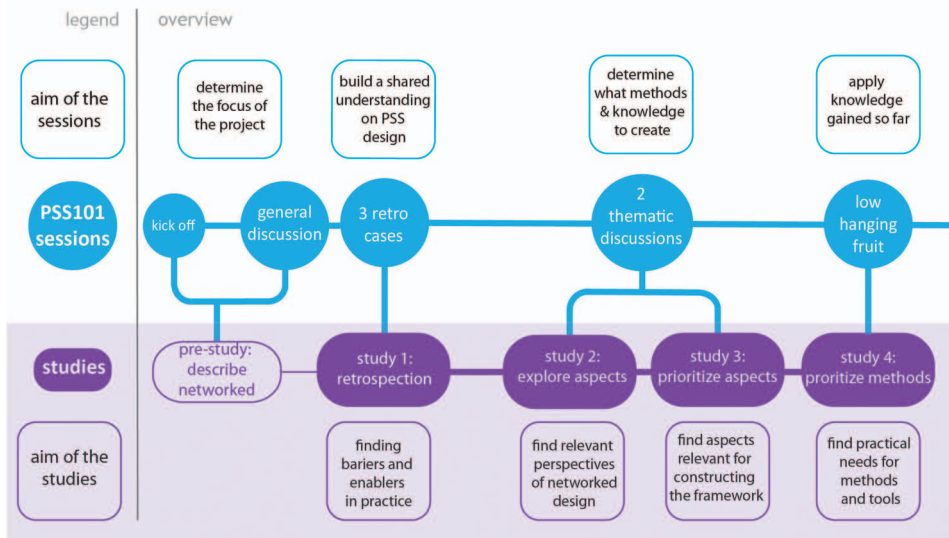 legend
overview
aim of the
sessions
determine
the focus of
the project
build a shared
understanding
on PSS
design
determine
what methods
& knowledge
to create
apply
knowledge
gained so far
PSS101
sessions
kick off
general
discussion
3 retro
cases
2
thematic
discussions
low
hanging
fruit
studies
pre-study:
describe
networked
study 1:
retrospection
study 2:
explore aspects
study 3:
prioritize aspects
study 4:
proritize methods
aim of the
studies
finding
bariers and
enablers
in practice
find relevant
perspectives
of networked
design
find aspects
relevant for
constructing
the framework
find practical
needs for
methods
and tools